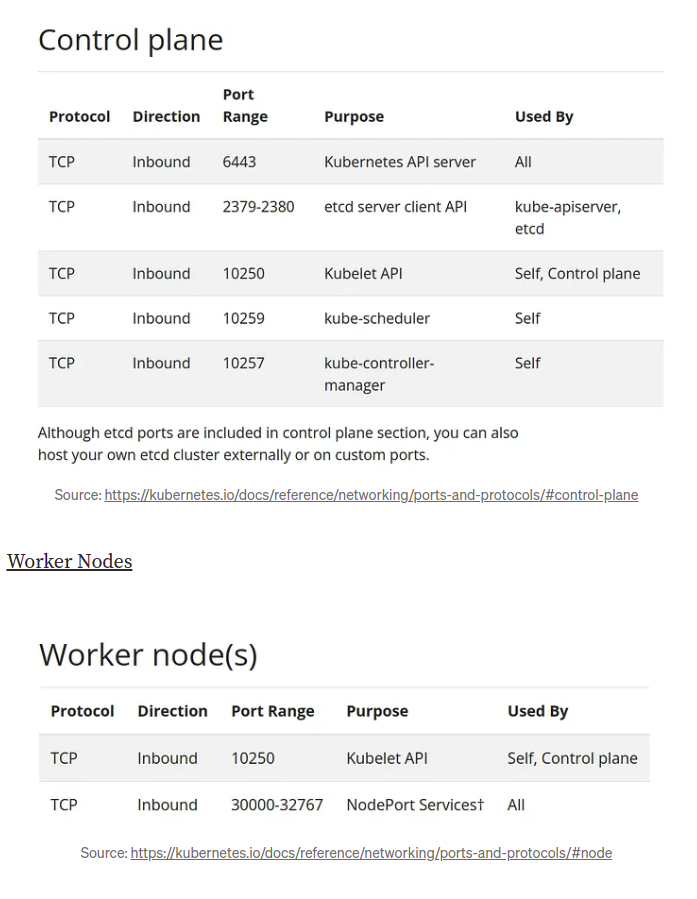 Control plane
Port
Protocol Direction Range Purpose Used By
TCP Inbound 6443 Kubernetes API server All
TCP Inbound 2379-2380 etcd server client API kube-apiserver,
etcd
TCP Inbound 10250 Kubelet API Self, Control plane
TCP Inbound 10259 kube-scheduler Self
TCP Inbound 10257 kube-controller- Self
manager
Although etcd ports are included in control plane section, you can also
host your own etcd cluster externally or on custom ports.
Source: https://kubernetes.io/docs/reference/networking/ports-and-protocols/#control-plane
Worker Nodes
Worker node(s)
Protocol Direction Port Range Purpose Used By
TCP Inbound 10250 Kubelet API Self, Control plane
TCP Inbound 30000-32767 NodePort Services† All
Source: https://kubernetes.io/docs/reference/networking/ports-and-protocols/#node